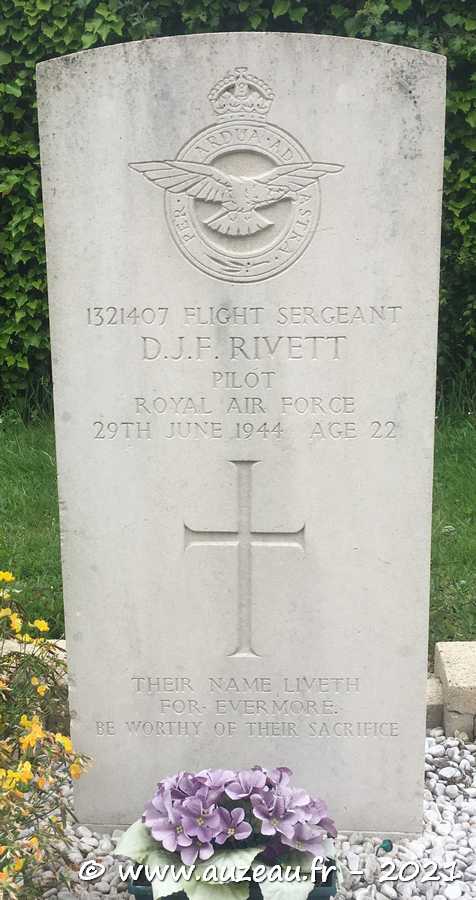 PER · ARDUA · AD · ASTRA
1321407 FLIGHT SERGEANT
D.J.F. RIVETT
PILOT
ROYAL AIR FORCE
29TH JUNE 1944 AGE 22
THEIR NAME LIVETH
FOR EVERMORE.
BE WORTHY OF THEIR SACRIFICE
© www.auzeau.fr - 2021